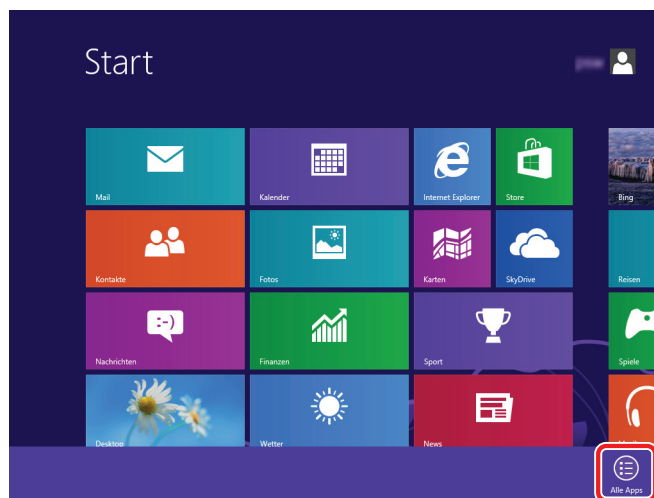 Start
Mail
Kalender
Internet Explorer
Store
Bing
Kontakte
Fotos
Karten
SkyDrive
Reisen
Nachrichten
:-)
Finanzen
Sport
Spiele
Desktop
Wetter
News
Alle Apps